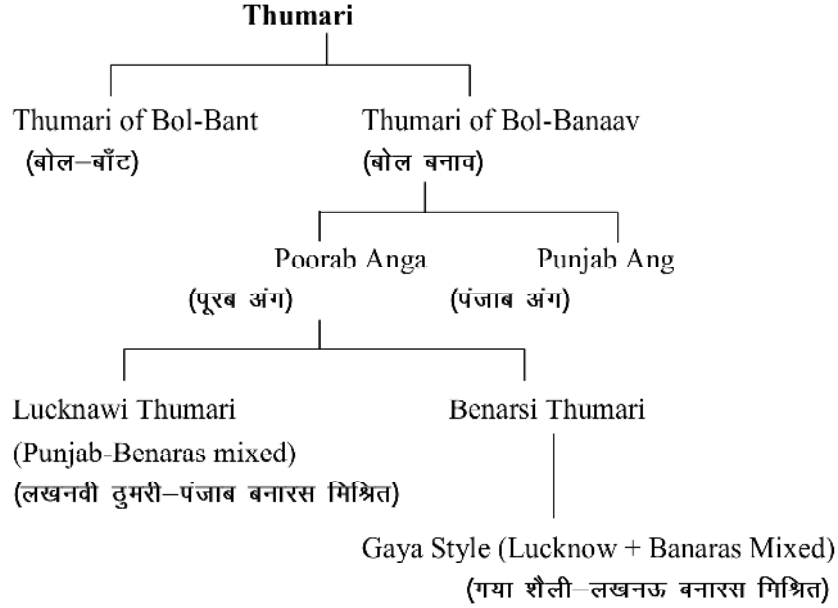 Thumari
Thumari of Bol-Bant
Thumari of Bol-Banaav
(बोल–बाँट)
(बोल बनाव)
Poorab Anga
Punjab Ang
(पूरब अंग)
(पंजाब अंग)
Lucknawi Thumari
Benarsi Thumari
(Punjab-Benaras mixed)
(लखनवी ठुमरी–पंजाब बनारस मिश्रित)
Gaya Style (Lucknow + Banaras Mixed)
(गया शैली–लखनऊ बनारस मिश्रित)